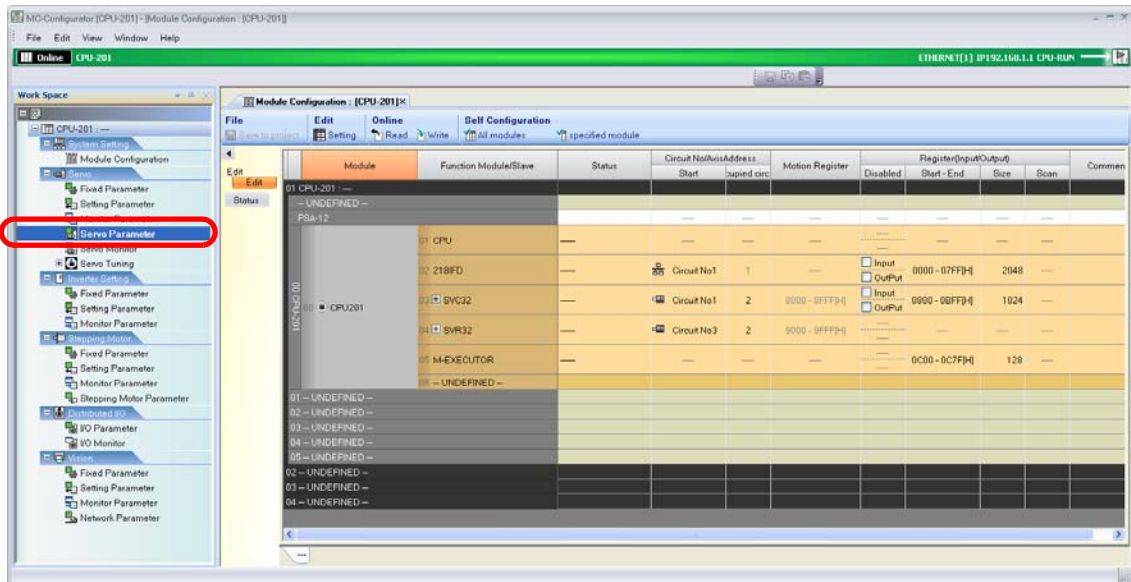 MC-Configurator [CPU-201] - [Module Configuration : [CPU-201]]
File Edit View Window Help
Online CPU-201 ETHERNET[1] IP192.168.1.1 CPU-RUN
Work Space
CPU-201 : ---
System Setting
Module Configuration
Servo
Fixed Parameter
Setting Parameter
Monitor Parameter
Servo Parameter
Servo Monitor
Servo Tuning
Inverter Setting
Fixed Parameter
Setting Parameter
Monitor Parameter
Stepping Motor
Fixed Parameter
Setting Parameter
Monitor Parameter
Stepping Motor Parameter
Distributed I/O
I/O Parameter
I/O Monitor
Vision
Fixed Parameter
Setting Parameter
Monitor Parameter
Network Parameter
Module Configuration : [CPU-201]
File Edit Online Self Configuration
Save to project Setting Read Write All modules specified module
Edit
Edit
Status
Module Function Module/Slave Status Circuit No/AxisAddress Motion Register Register(Input/Output) Commen
Start upied circ Disabled Start - End Size Scan
01 CPU-201 : ---
-- UNDEFINED --
PSA-12 --- --- --- --- --- --- ---
00 CPU-201
00 CPU201
01 CPU --- --- --- --- --- --- --- ---
02 218IFD --- Circuit No1 1 --- Input OutPut 0000 - 07FF[H] 2048 ---
03 SVC32 --- Circuit No1 2 8000 - 8FFF[H] Input OutPut 0800 - 0BFF[H] 1024 ---
04 SVR32 --- Circuit No3 2 9000 - 9FFF[H] --- --- --- ---
05 M-EXECUTOR --- --- --- --- --- 0C00 - 0C7F[H] 128 ---
06 -- UNDEFINED --
01 -- UNDEFINED --
02 -- UNDEFINED --
03 -- UNDEFINED --
04 -- UNDEFINED --
05 -- UNDEFINED --
02 -- UNDEFINED --
03 -- UNDEFINED --
04 -- UNDEFINED --
---